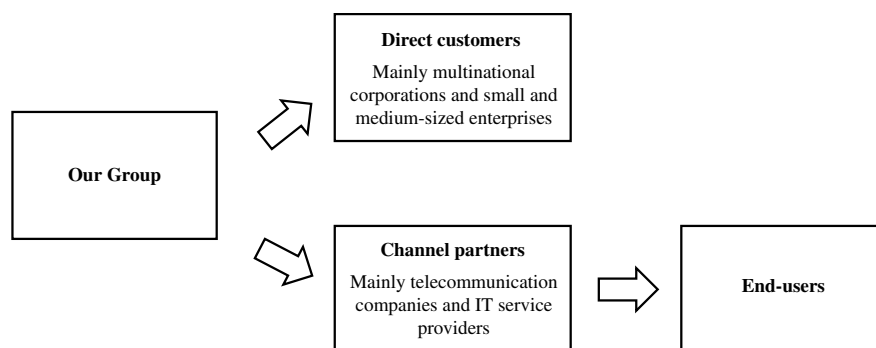 Direct customers
Mainly multinational
corporations and small and
medium-sized enterprises
Our Group
Channel partners
Mainly telecommunication
companies and IT service
providers
End-users